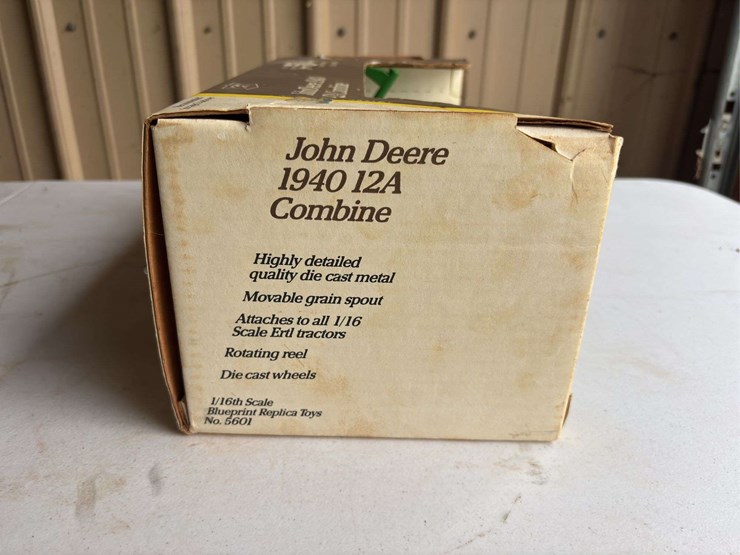 John Deere
1940 12A
Combine
Highly detailed
quality die cast metal
Movable grain spout
Attaches to all 1/16
Scale Ertl tractors
Rotating reel
Die cast wheels
1/16th Scale
Blueprint Replica Toys
No. 5601